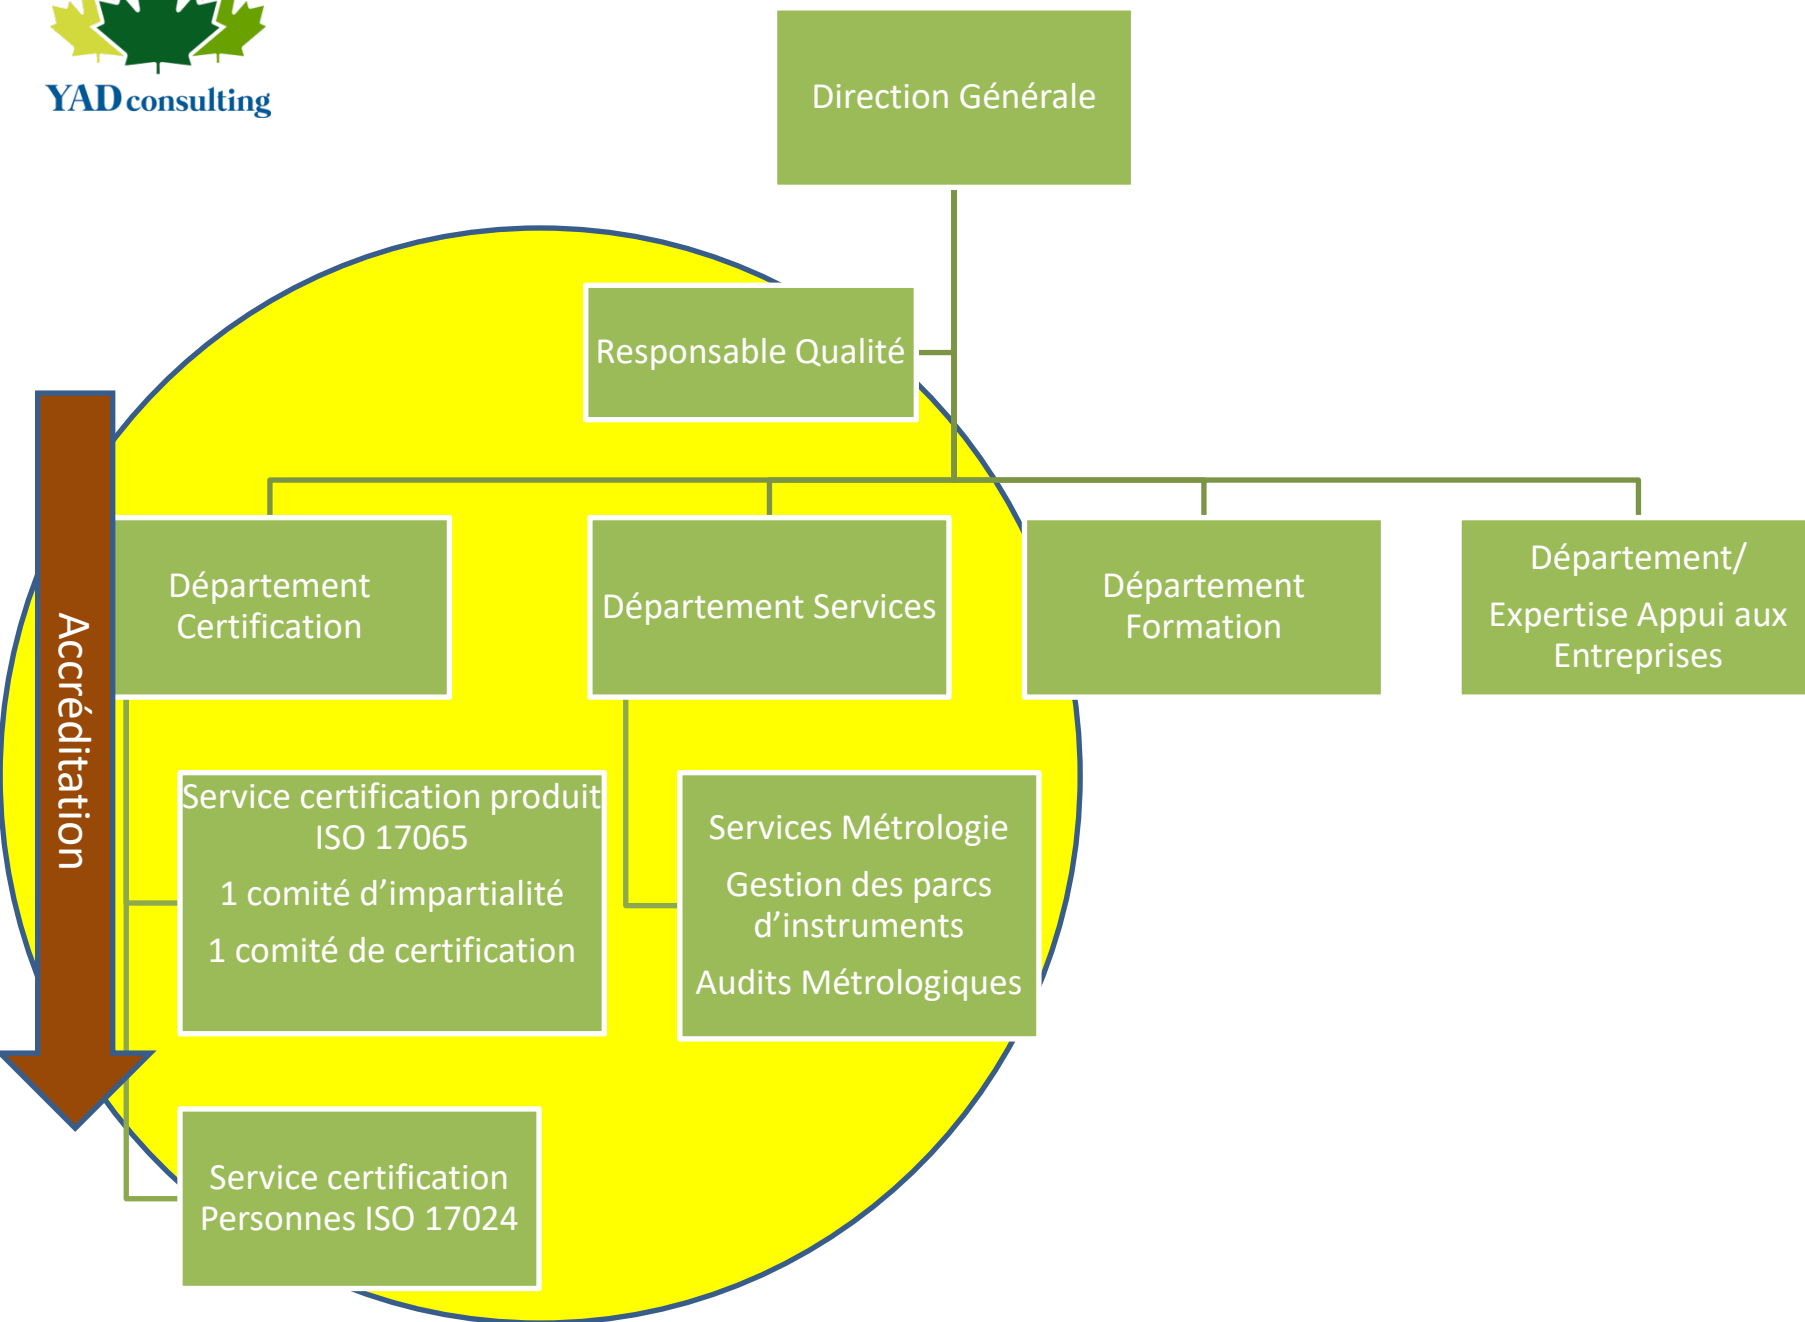 YAD consulting
Direction Générale
Responsable Qualité
Accréditation
Département
Certification
Département Services
Département
Formation
Département/
Expertise Appui aux
Entreprises
Service certification produit
ISO 17065
1 comité d’impartialité
1 comité de certification
Services Métrologie
Gestion des parcs
d’instruments
Audits Métrologiques
Service certification
Personnes ISO 17024